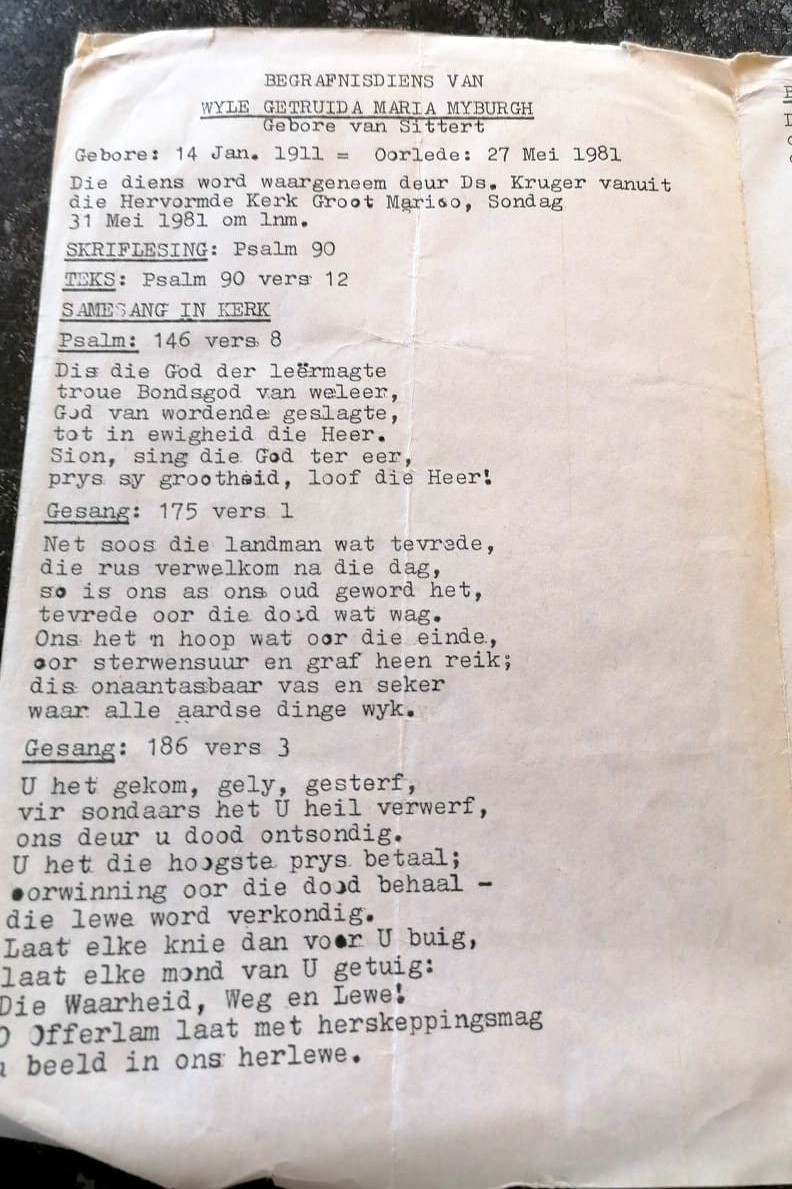 BEGRAFNISDIENS VAN
WYLE GETRUIDA MARIA MYBURGH
Gebore van Sittert
Gebore: 14 Jan. 1911 = Oorlede: 27 Mei 1981
Die diens word waargeneem deur Ds. Kruger vanuit
die Hervormde Kerk Groot Mariso, Sondag
31 Mei 1981 om 1nm.
SKRIFLESING: Psalm 90
TEKS: Psalm 90 vers 12
SAMESANG IN KERK
Psalm: 146 vers 8
Dis die God der leërmagte
troue Bondsgod van weleer,
God van wordende geslagte,
tot in ewigheid die Heer.
Sion, sing die God ter eer,
prys sy grootheid, loof die Heer!
Gesang: 175 vers 1
Net soos die landman wat tevrede,
die rus verwelkom na die dag,
so is ons as ons oud geword het,
tevrede oor die dood wat wag.
Ons het 'n hoop wat oor die einde,
oor sterwensuur en graf heen reik;
dis onaantasbaar vas en seker
waar alle aardse dinge wyk.
Gesang: 186 vers 3
U het gekom, gely, gesterf,
vir sondaars het U heil verwerf,
ons deur u dood ontsondig.
U het die hoogste prys betaal;
oorwinning oor die dood behaal -
die lewe word verkondig.
Laat elke knie dan voor U buig,
laat elke mond van U getuig:
Die Waarheid, Weg en Lewe!
O Offerlam laat met herskeppingsmag
u beeld in ons herlewe.